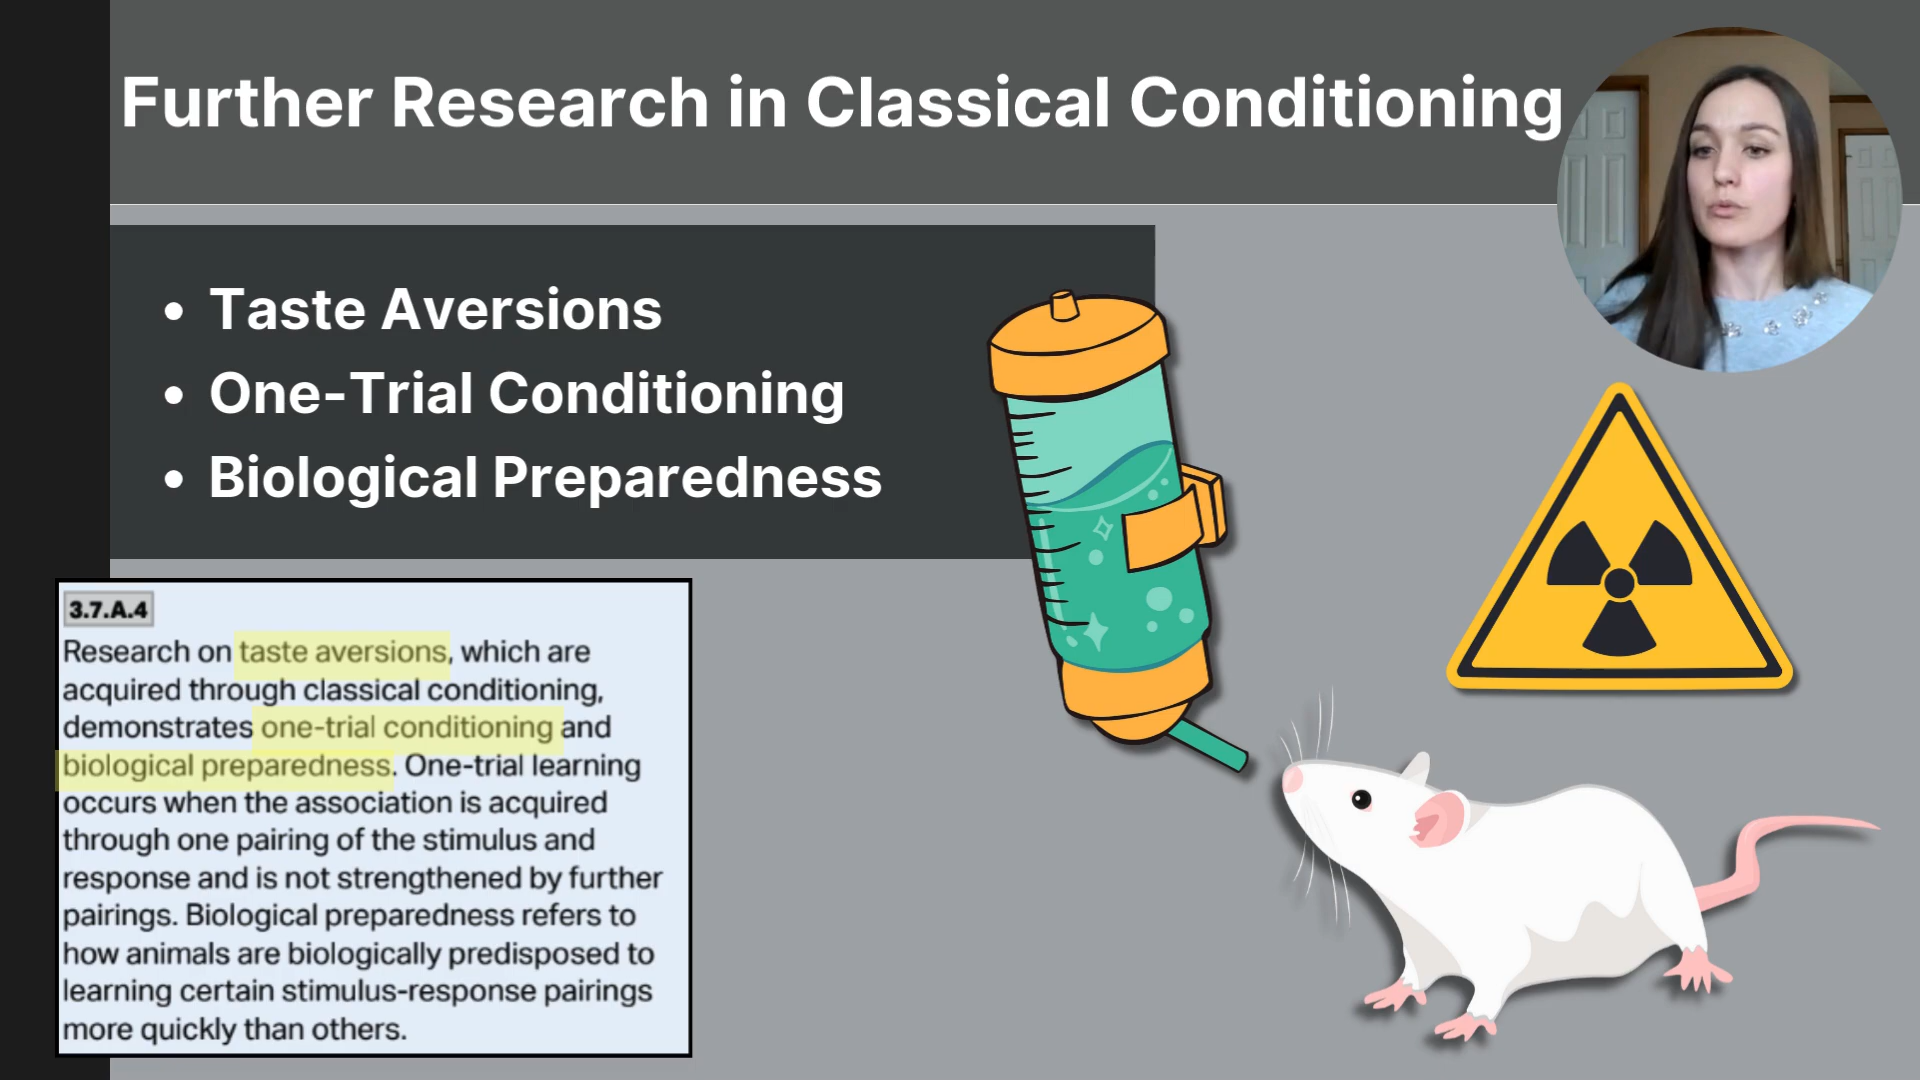 Further Research in Classical Conditioning
• Taste Aversions
• One-Trial Conditioning
• Biological Preparedness
3.7.A.4
Research on taste aversions, which are
acquired through classical conditioning,
demonstrates one-trial conditioning and
biological preparedness. One-trial learning
occurs when the association is acquired
through one pairing of the stimulus and
response and is not strengthened by further
pairings. Biological preparedness refers to
how animals are biologically predisposed to
learning certain stimulus-response pairings
more quickly than others.